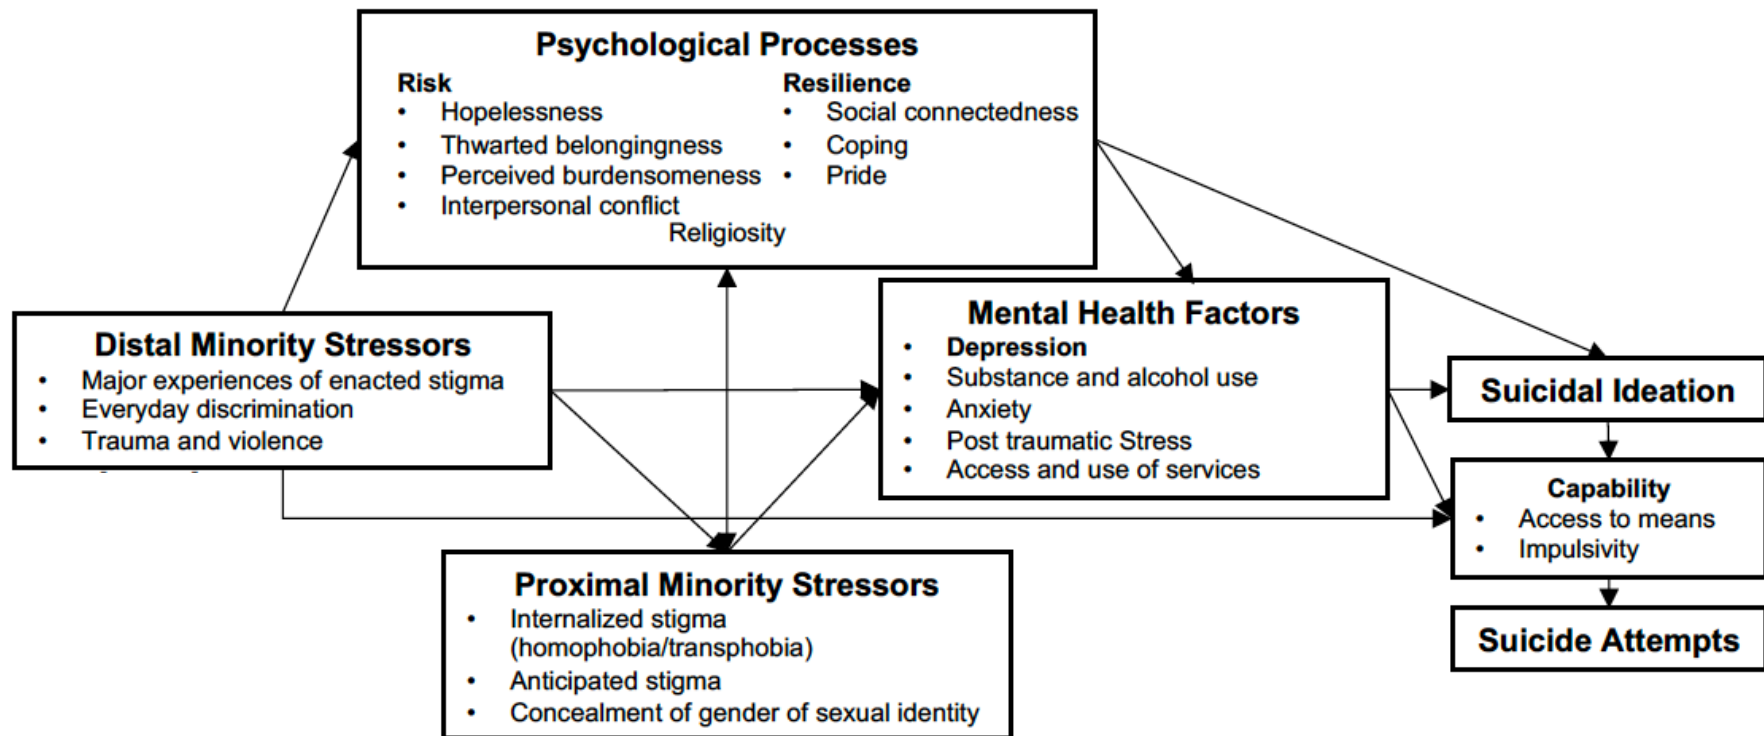 Psychological Processes
Risk
• Hopelessness
• Thwarted belongingness
• Perceived burdensomeness
• Interpersonal conflict
Resilience
• Social connectedness
• Coping
• Pride
Religiosity
Distal Minority Stressors
• Major experiences of enacted stigma
• Everyday discrimination
• Trauma and violence
Mental Health Factors
• Depression
• Substance and alcohol use
• Anxiety
• Post traumatic Stress
• Access and use of services
Proximal Minority Stressors
• Internalized stigma
(homophobia/transphobia)
• Anticipated stigma
• Concealment of gender of sexual identity
Suicidal Ideation
Capability
• Access to means
• Impulsivity
Suicide Attempts